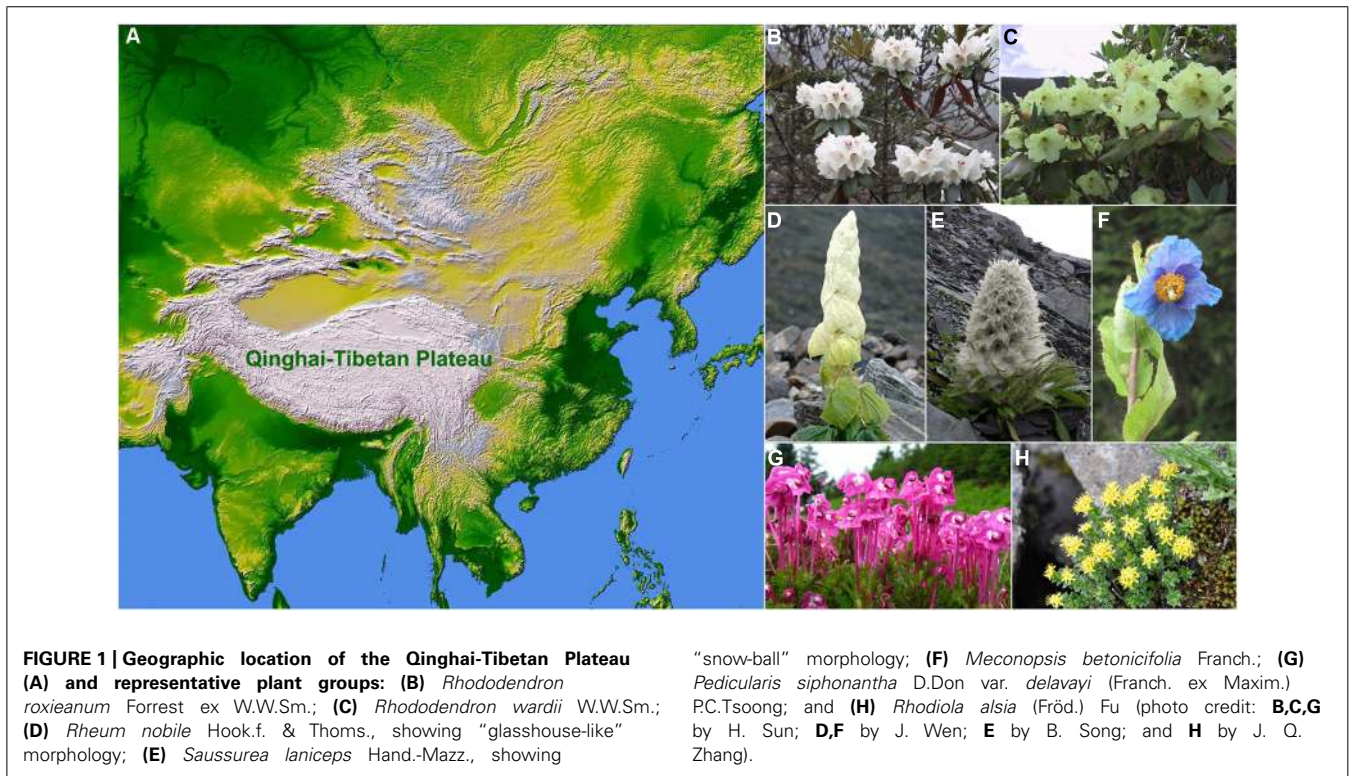 A
B
C
D
E
F
G
H
Qinghai-Tibetan Plateau
FIGURE 1 | Geographic location of the Qinghai-Tibetan Plateau
(A) and representative plant groups: (B) Rhododendron
roxieanum Forrest ex W.W.Sm.; (C) Rhododendron wardii W.W.Sm.;
(D) Rheum nobile Hook.f. & Thoms., showing “glasshouse-like”
morphology; (E) Saussurea laniceps Hand.-Mazz., showing
“snow-ball” morphology; (F) Meconopsis betonicifolia Franch.; (G)
Pedicularis siphonantha D.Don var. delavayi (Franch. ex Maxim.)
P.C.Tsoong; and (H) Rhodiola alsia (Fröd.) Fu (photo credit: B,C,G
by H. Sun; D,F by J. Wen; E by B. Song; and H by J. Q.
Zhang).